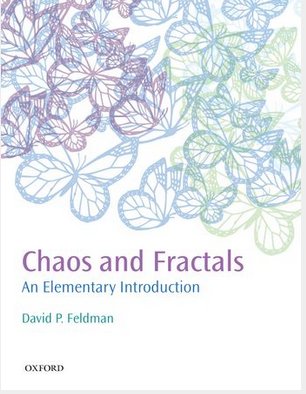 Chaos and Fractals
An Elementary Introduction
David P. Feldman
OXFORD